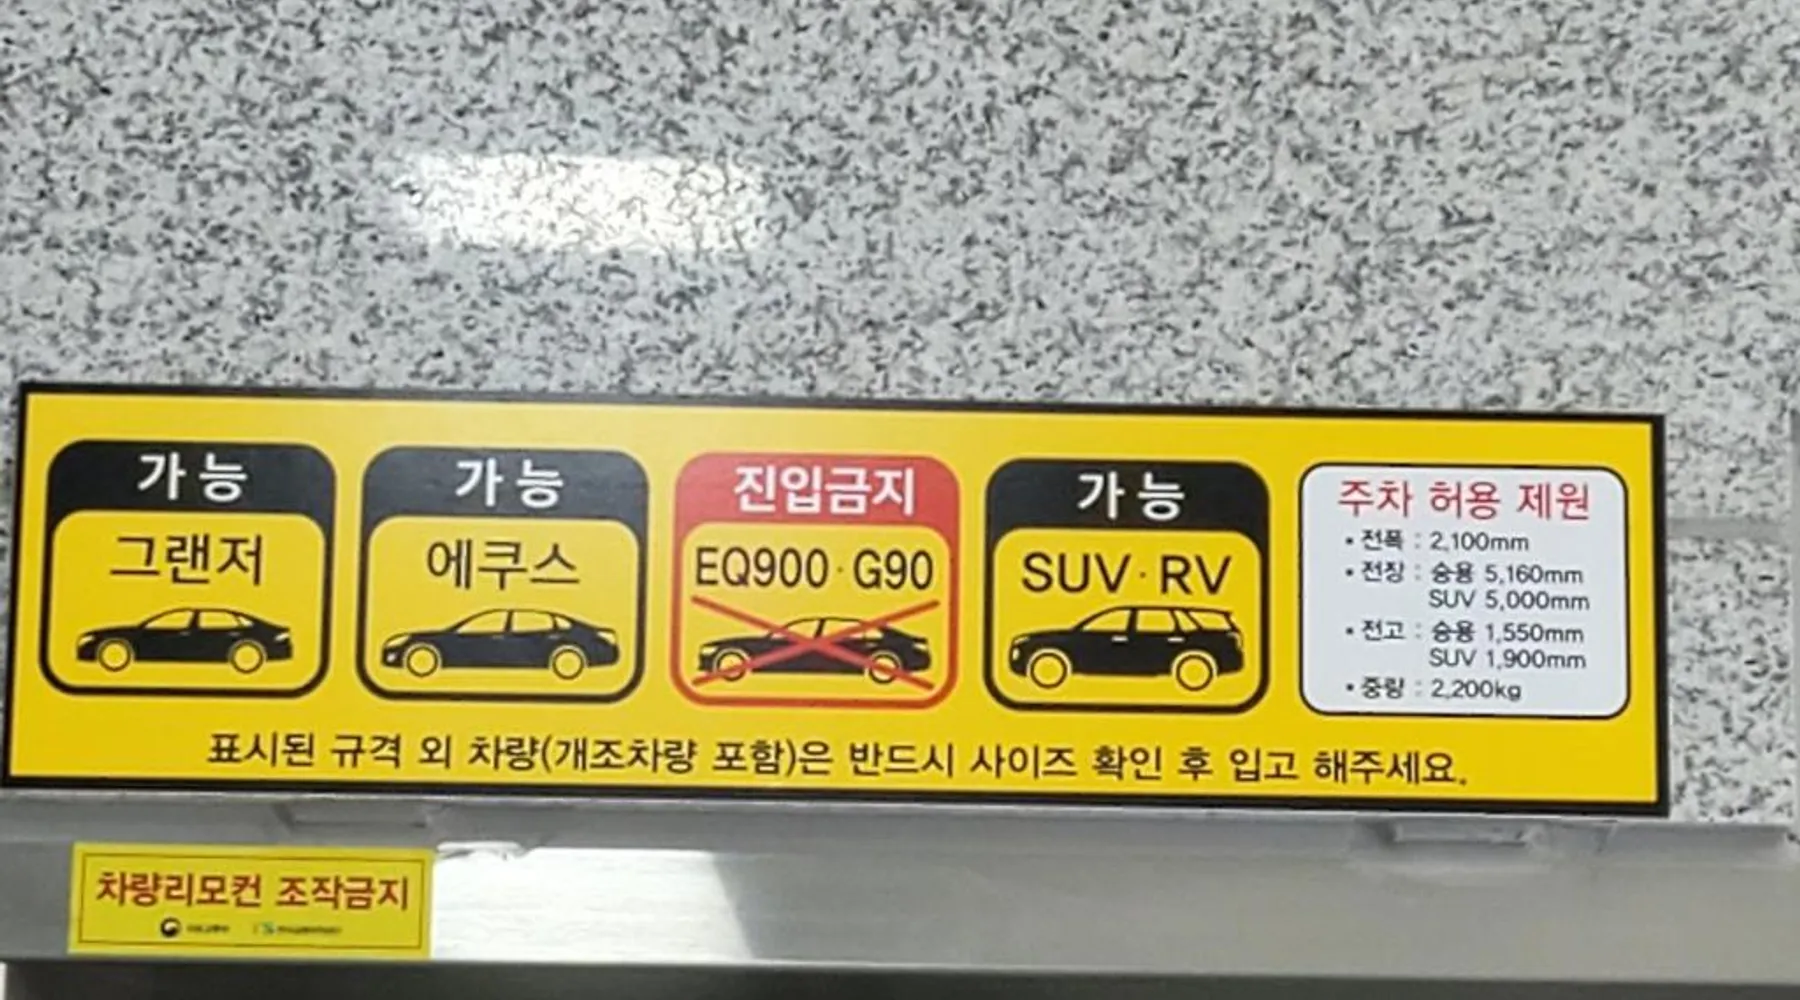 가능
그랜저
가능
에쿠스
진입금지
EQ900·G90
가능
SUV·RV
주차 허용 제원
• 전폭 : 2,100mm
• 전장 : 승용 5,160mm
SUV 5,000mm
• 전고 : 승용 1,550mm
SUV 1,900mm
• 중량 : 2,200kg
표시된 규격 외 차량(개조차량 포함)은 반드시 사이즈 확인 후 입고 해주세요.
차량리모컨 조작금지